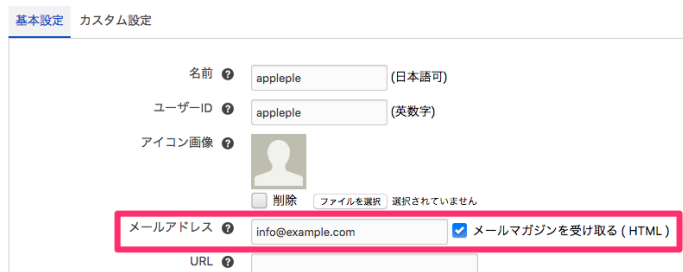 基本設定 カスタム設定
名前 ? appleple (日本語可)
ユーザーID ? appleple (英数字)
アイコン画像 ?
削除 ファイルを選択 選択されていません
メールアドレス ? info@example.com メールマガジンを受け取る ( HTML )
URL ?